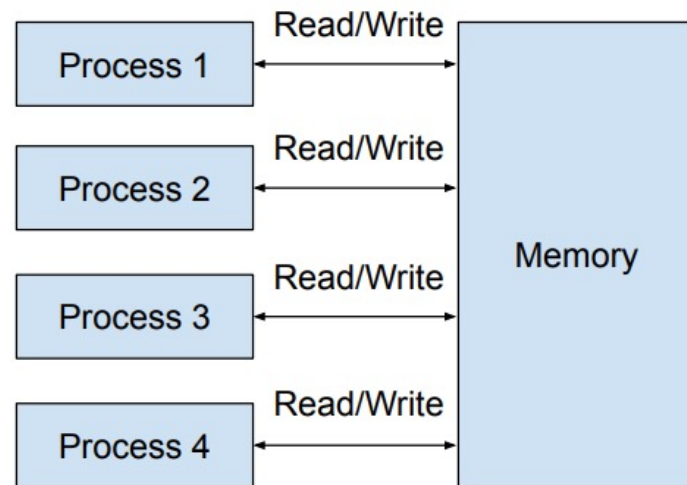 Read/Write
Process 1
Read/Write
Process 2
Memory
Read/Write
Process 3
Read/Write
Process 4